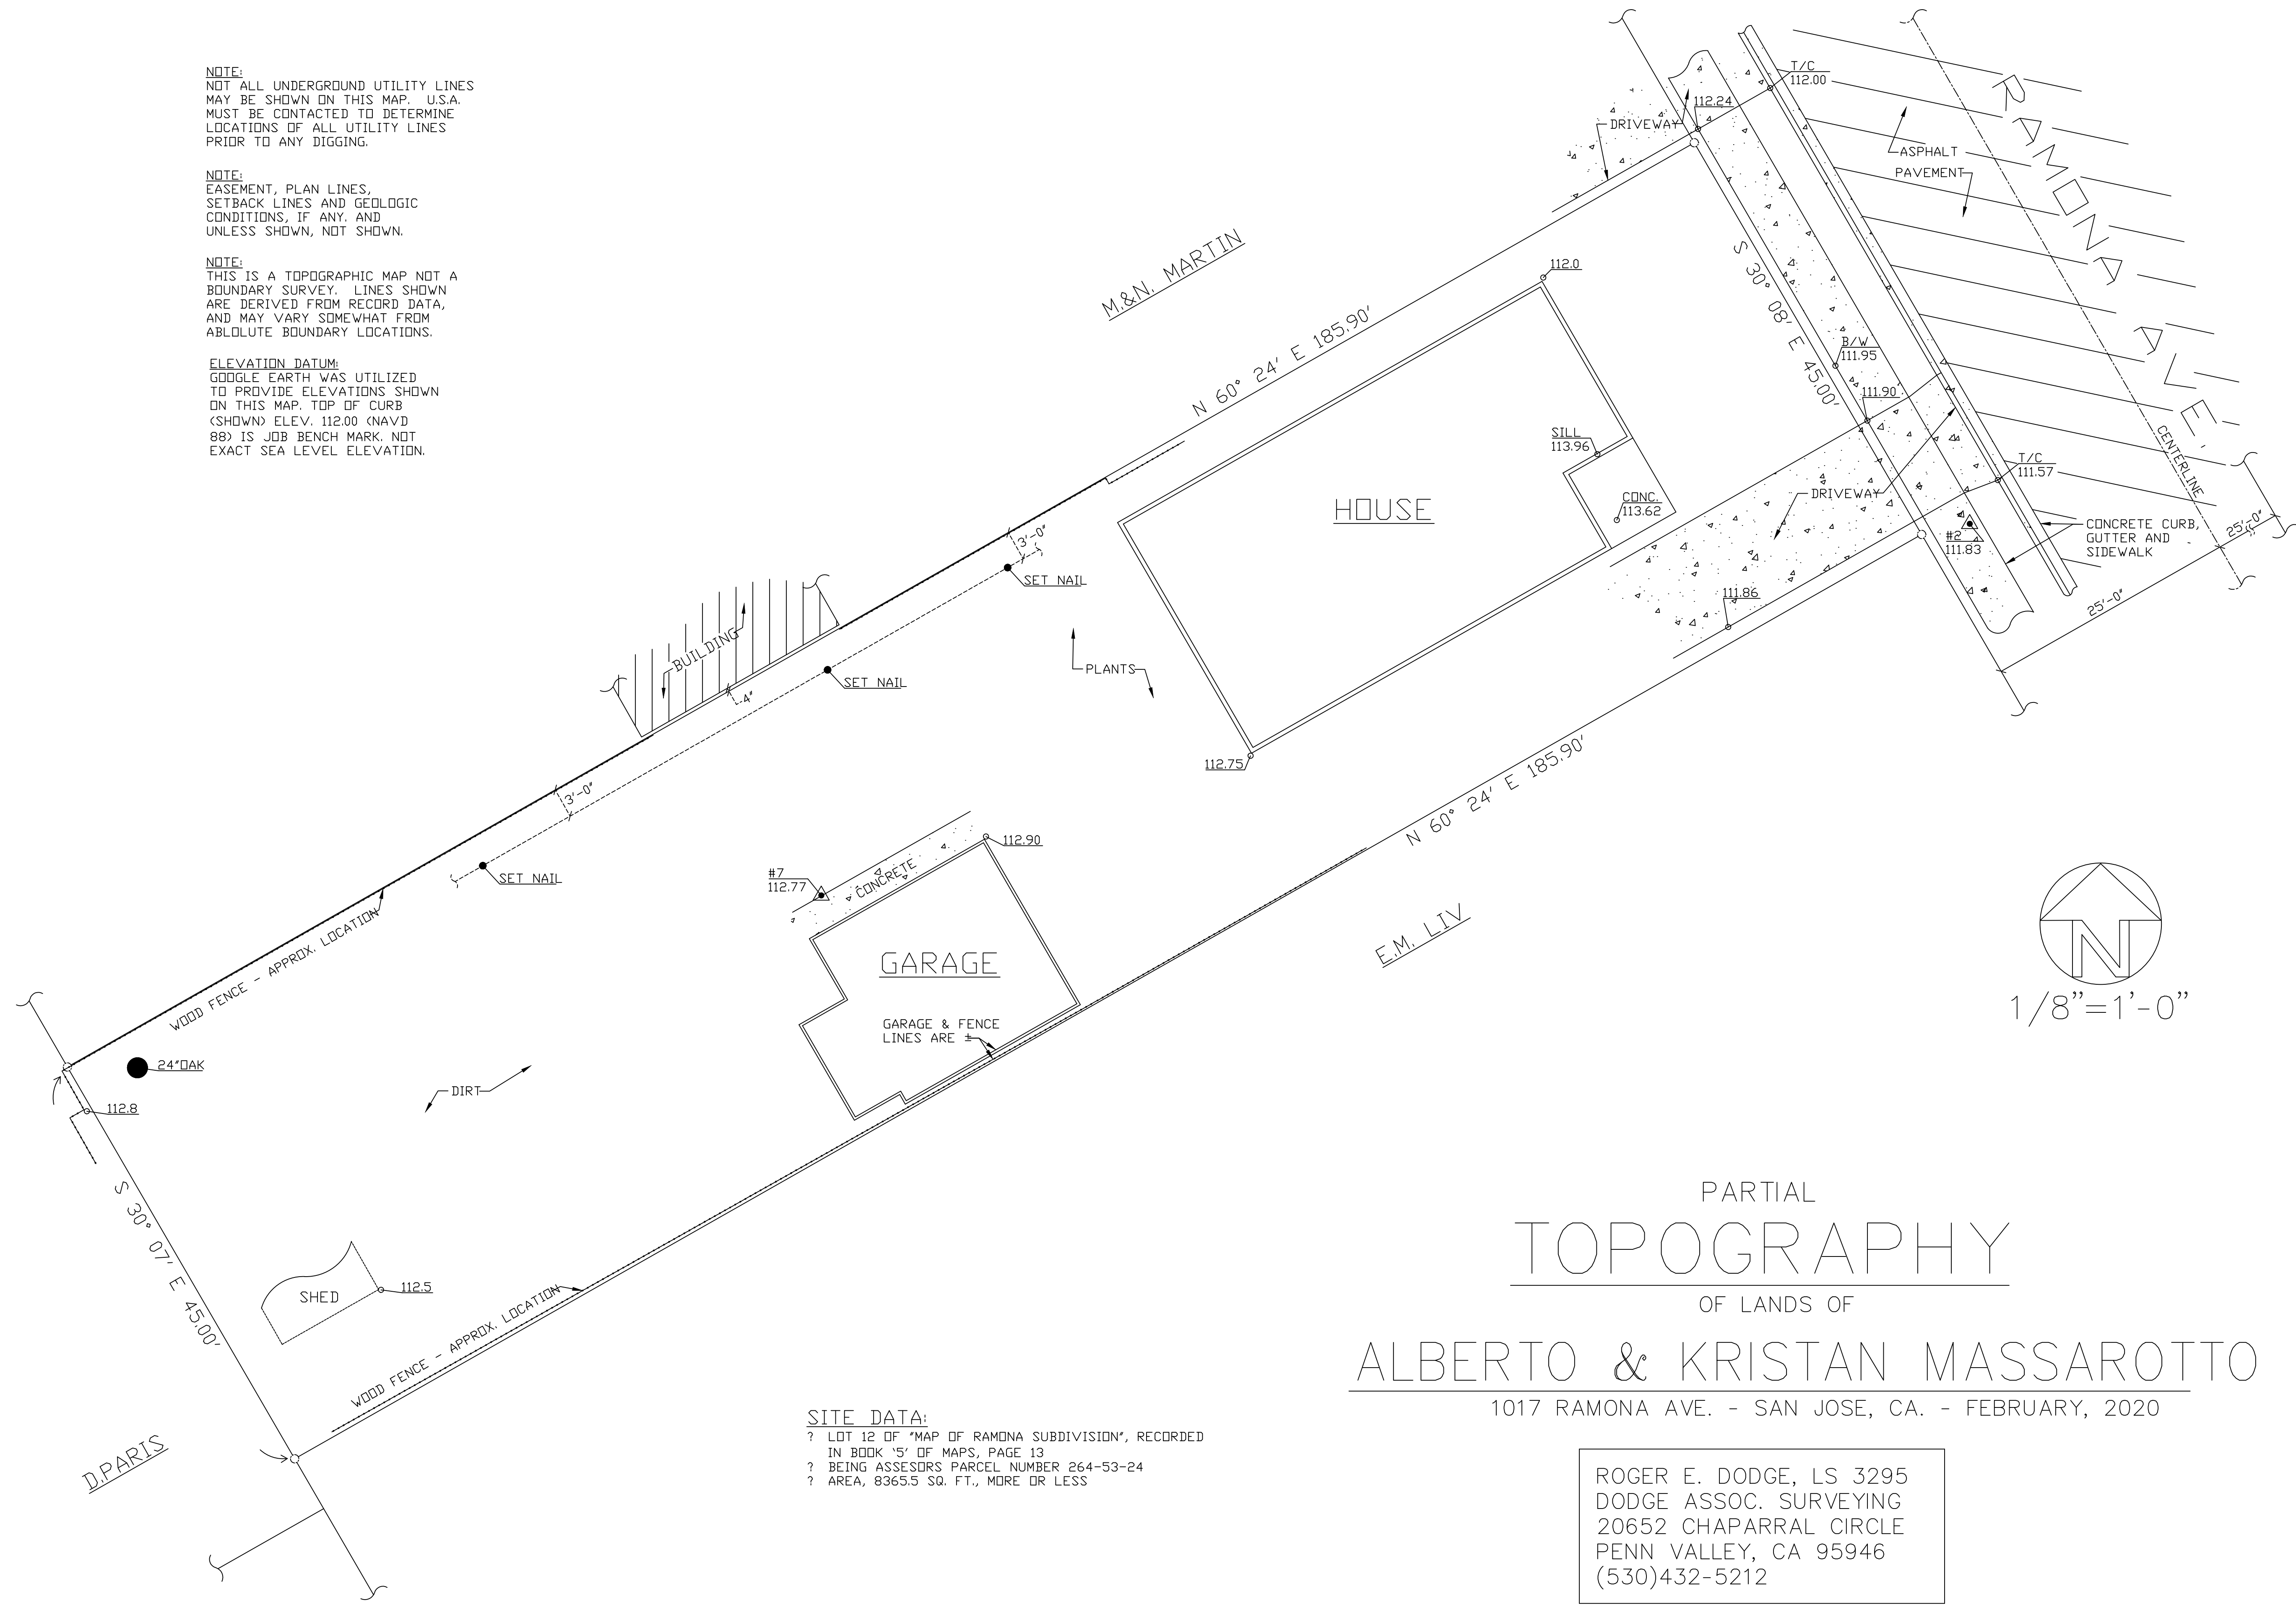 NOTE:
NOT ALL UNDERGROUND UTILITY LINES
MAY BE SHOWN ON THIS MAP. U.S.A.
MUST BE CONTACTED TO DETERMINE
LOCATIONS OF ALL UTILITY LINES
PRIOR TO ANY DIGGING.
NOTE:
EASEMENT, PLAN LINES,
SETBACK LINES AND GEOLOGIC
CONDITIONS, IF ANY. AND
UNLESS SHOWN, NOT SHOWN.
NOTE:
THIS IS A TOPOGRAPHIC MAP NOT A
BOUNDARY SURVEY. LINES SHOWN
ARE DERIVED FROM RECORD DATA,
AND MAY VARY SOMEWHAT FROM
ABLOLUTE BOUNDARY LOCATIONS.
ELEVATION DATUM:
GOOGLE EARTH WAS UTILIZED
TO PROVIDE ELEVATIONS SHOWN
ON THIS MAP. TOP OF CURB
(SHOWN) ELEV. 112.00 (NAVD
88) IS JOB BENCH MARK. NOT
EXACT SEA LEVEL ELEVATION.
T/C
112.00
112.24
DRIVEWAY
ASPHALT
PAVEMENT
RAMONA AVE.
M.&N. MARTIN
N 60° 24' E 185.90'
S 30° 08' E 45.00'
112.0
B/W
111.95
111.90
SILL
113.96
HOUSE
CONC.
113.62
DRIVEWAY
T/C
111.57
CENTERLINE
25'-0"
#2
111.83
CONCRETE CURB,
GUTTER AND
SIDEWALK
25'-0"
111.86
3'-0"
SET NAIL
BUILDING
4"
SET NAIL
PLANTS
112.75
N 60° 24' E 185.90'
3'-0"
SET NAIL
112.90
#7
112.77
CONCRETE
GARAGE
E.M. LIV
WOOD FENCE - APPROX. LOCATION
GARAGE & FENCE
LINES ARE ±
N
1/8"=1'-0"
24"OAK
DIRT
112.8
S 30° 07' E 45.00'
SHED
112.5
WOOD FENCE - APPROX. LOCATION
D.PARIS
SITE DATA:
? LOT 12 OF "MAP OF RAMONA SUBDIVISION", RECORDED
IN BOOK '5' OF MAPS, PAGE 13
? BEING ASSESORS PARCEL NUMBER 264-53-24
? AREA, 8365.5 SQ. FT., MORE OR LESS
PARTIAL
TOPOGRAPHY
OF LANDS OF
ALBERTO & KRISTAN MASSAROTTO
1017 RAMONA AVE. - SAN JOSE, CA. - FEBRUARY, 2020
ROGER E. DODGE, LS 3295
DODGE ASSOC. SURVEYING
20652 CHAPARRAL CIRCLE
PENN VALLEY, CA 95946
(530)432-5212